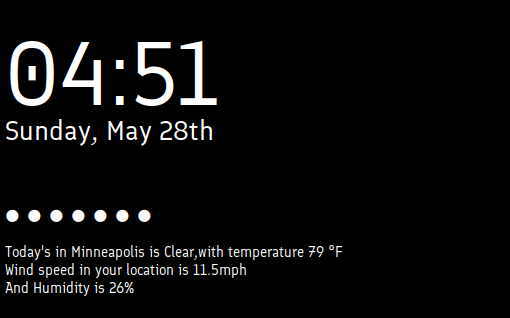 04:51
Sunday, May 28th
Today's in Minneapolis is Clear,with temperature 79 °F
Wind speed in your location is 11.5mph
And Humidity is 26%